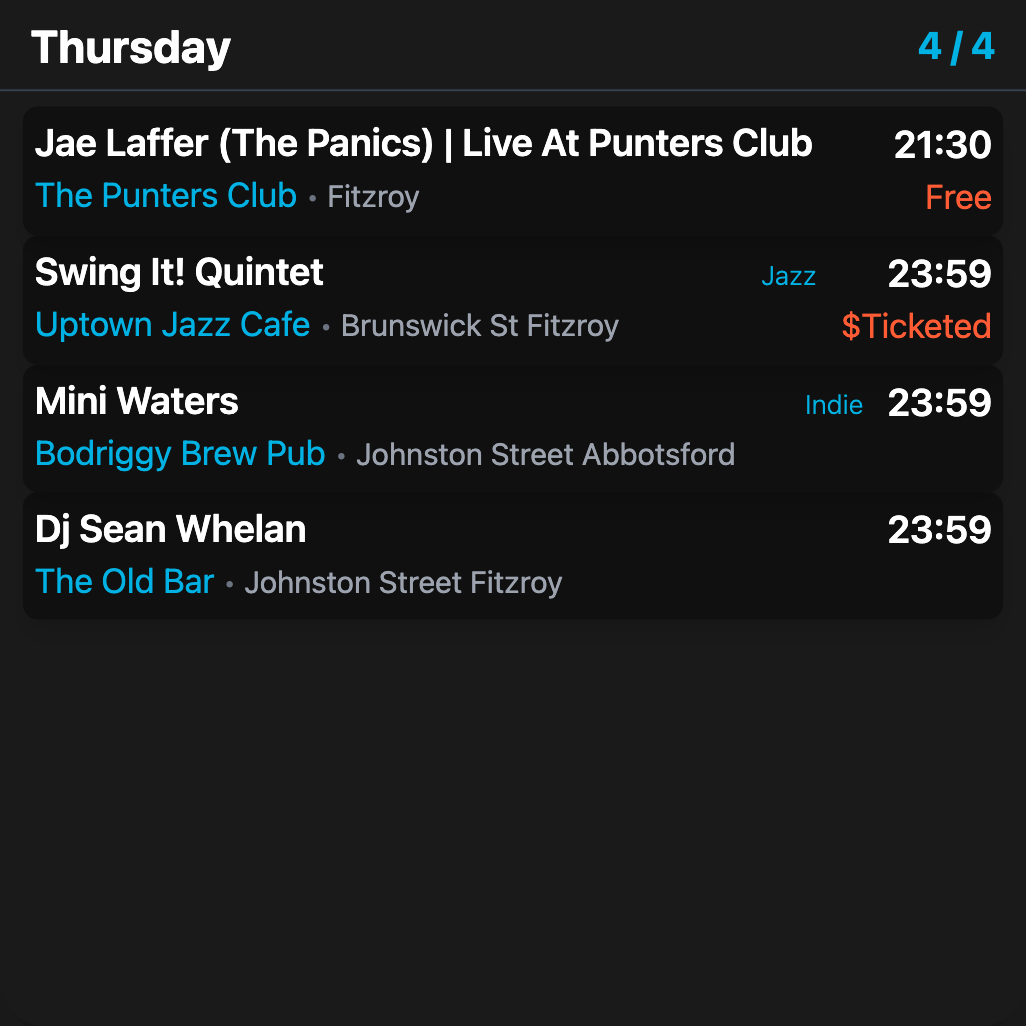 Thursday 4 / 4
Jae Laffer (The Panics) | Live At Punters Club 21:30
The Punters Club • Fitzroy Free
Swing It! Quintet Jazz 23:59
Uptown Jazz Cafe • Brunswick St Fitzroy $Ticketed
Mini Waters Indie 23:59
Bodriggy Brew Pub • Johnston Street Abbotsford
Dj Sean Whelan 23:59
The Old Bar • Johnston Street Fitzroy